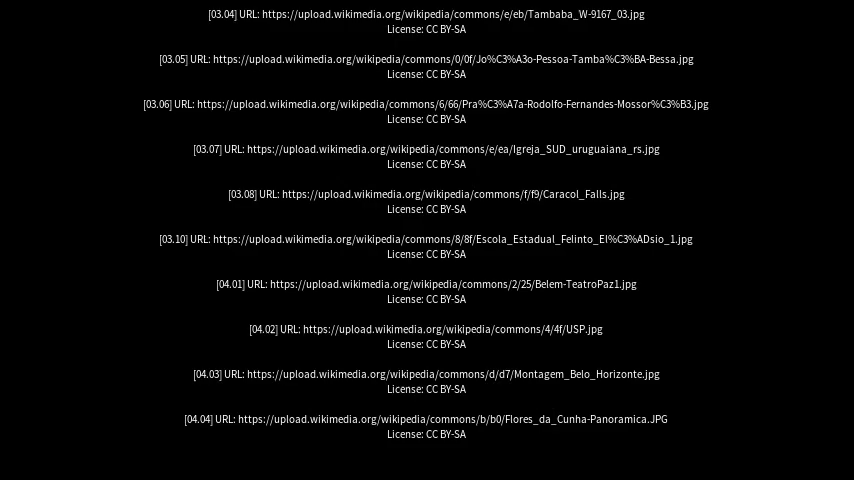 [03.04] URL: https://upload.wikimedia.org/wikipedia/commons/e/eb/Tambaba_W-9167_03.jpg
License: CC BY-SA
[03.05] URL: https://upload.wikimedia.org/wikipedia/commons/0/0f/Jo%C3%A3o-Pessoa-Tamba%C3%BA-Bessa.jpg
License: CC BY-SA
[03.06] URL: https://upload.wikimedia.org/wikipedia/commons/6/66/Pra%C3%A7a-Rodolfo-Fernandes-Mossor%C3%B3.jpg
License: CC BY-SA
[03.07] URL: https://upload.wikimedia.org/wikipedia/commons/e/ea/Igreja_SUD_uruguaiana_rs.jpg
License: CC BY-SA
[03.08] URL: https://upload.wikimedia.org/wikipedia/commons/f/f9/Caracol_Falls.jpg
License: CC BY-SA
[03.10] URL: https://upload.wikimedia.org/wikipedia/commons/8/8f/Escola_Estadual_Felinto_El%C3%ADsio_1.jpg
License: CC BY-SA
[04.01] URL: https://upload.wikimedia.org/wikipedia/commons/2/25/Belem-TeatroPaz1.jpg
License: CC BY-SA
[04.02] URL: https://upload.wikimedia.org/wikipedia/commons/4/4f/USP.jpg
License: CC BY-SA
[04.03] URL: https://upload.wikimedia.org/wikipedia/commons/d/d7/Montagem_Belo_Horizonte.jpg
License: CC BY-SA
[04.04] URL: https://upload.wikimedia.org/wikipedia/commons/b/b0/Flores_da_Cunha-Panoramica.JPG
License: CC BY-SA